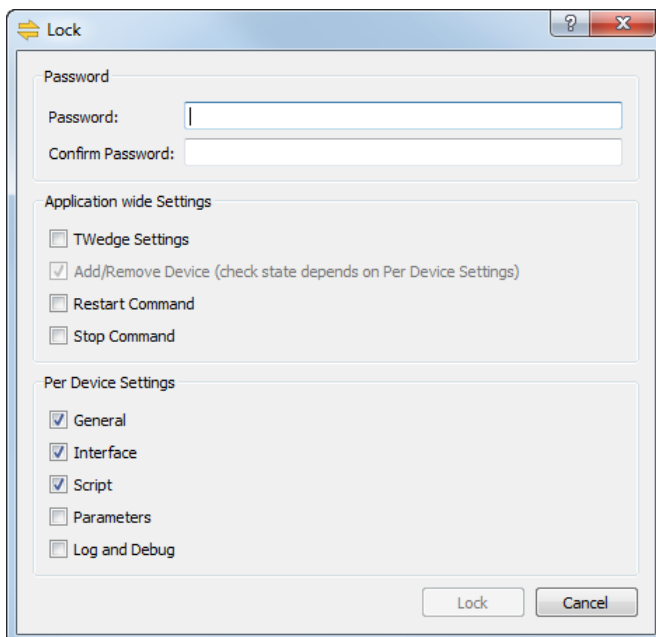 Lock
?
Password
Password:
Confirm Password:
Application wide Settings
TWedge Settings
Add/Remove Device (check state depends on Per Device Settings)
Restart Command
Stop Command
Per Device Settings
General
Interface
Script
Parameters
Log and Debug
Lock Cancel